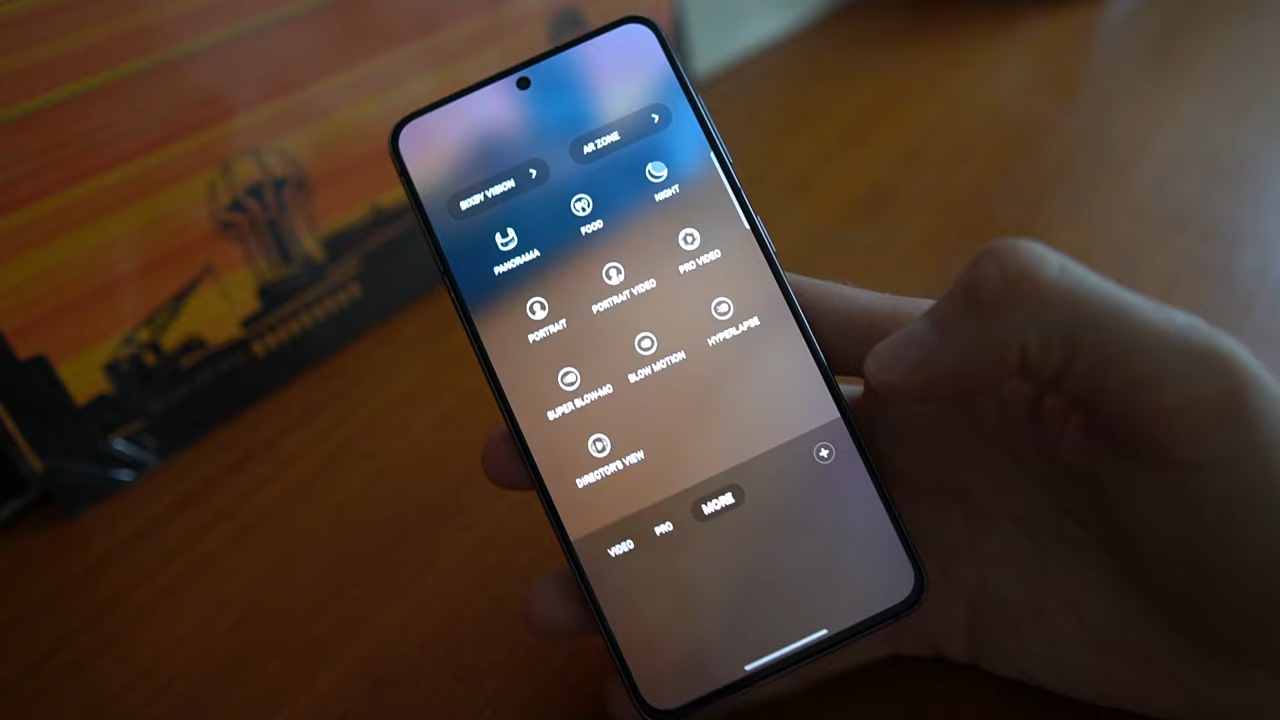 BIXBY VISION
AR ZONE
PANORAMA
FOOD
NIGHT
PORTRAIT
PORTRAIT VIDEO
PRO VIDEO
SUPER SLOW-MO
SLOW MOTION
HYPERLAPSE
DIRECTOR'S VIEW
VIDEO
PRO
MORE